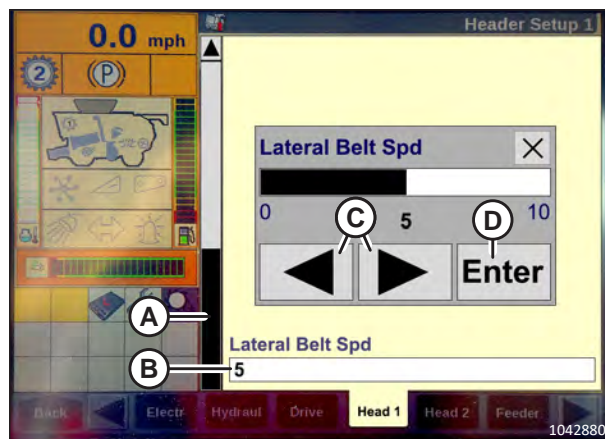 0.0 mph
Header Setup 1
2
(P)
Lateral Belt Spd
0
5
10
C
D
Enter
A
Lateral Belt Spd
B
5
Back
Electr
Hydraul
Drive
Head 1
Head 2
Feeder
1042880